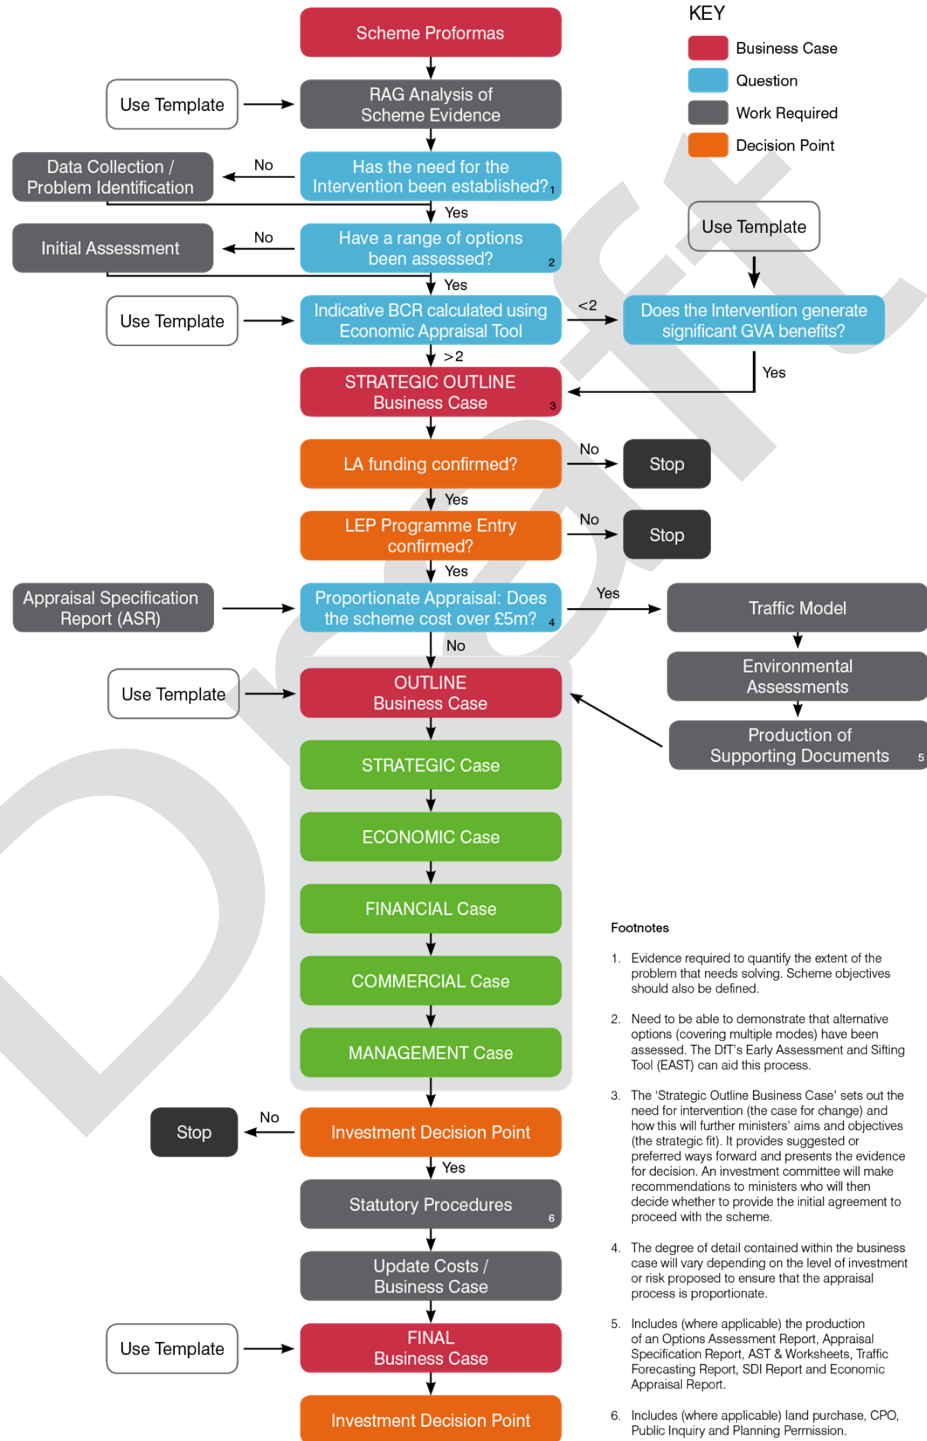 Scheme Proformas
KEY
Business Case
Question
Work Required
Decision Point
Use Template
RAG Analysis of
Scheme Evidence
Data Collection /
Problem Identification
No
Has the need for the
Intervention been established? 1
Yes
Use Template
Initial Assessment
No
Have a range of options
been assessed? 2
Yes
Use Template
Indicative BCR calculated using
Economic Appraisal Tool
<2
Does the Intervention generate
significant GVA benefits?
>2
Yes
STRATEGIC OUTLINE
Business Case 3
LA funding confirmed?
No
Stop
Yes
LEP Programme Entry
confirmed?
No
Stop
Yes
Appraisal Specification
Report (ASR)
Proportionate Appraisal: Does
the scheme cost over £5m? 4
Yes
Traffic Model
No
Environmental
Assessments
Use Template
OUTLINE
Business Case
Production of
Supporting Documents 5
STRATEGIC Case
ECONOMIC Case
FINANCIAL Case
COMMERCIAL Case
MANAGEMENT Case
Stop
No
Investment Decision Point
Yes
Statutory Procedures 6
Update Costs /
Business Case
Use Template
FINAL
Business Case
Investment Decision Point
Footnotes
1. Evidence required to quantify the extent of the
problem that needs solving. Scheme objectives
should also be defined.
2. Need to be able to demonstrate that alternative
options (covering multiple modes) have been
assessed. The DfT's Early Assessment and Sifting
Tool (EAST) can aid this process.
3. The 'Strategic Outline Business Case' sets out the
need for intervention (the case for change) and
how this will further ministers' aims and objectives
(the strategic fit). It provides suggested or
preferred ways forward and presents the evidence
for decision. An investment committee will make
recommendations to ministers who will then
decide whether to provide the initial agreement to
proceed with the scheme.
4. The degree of detail contained within the business
case will vary depending on the level of investment
or risk proposed to ensure that the appraisal
process is proportionate.
5. Includes (where applicable) the production
of an Options Assessment Report, Appraisal
Specification Report, AST & Worksheets, Traffic
Forecasting Report, SDI Report and Economic
Appraisal Report.
6. Includes (where applicable) land purchase, CPO,
Public Inquiry and Planning Permission.
Draft